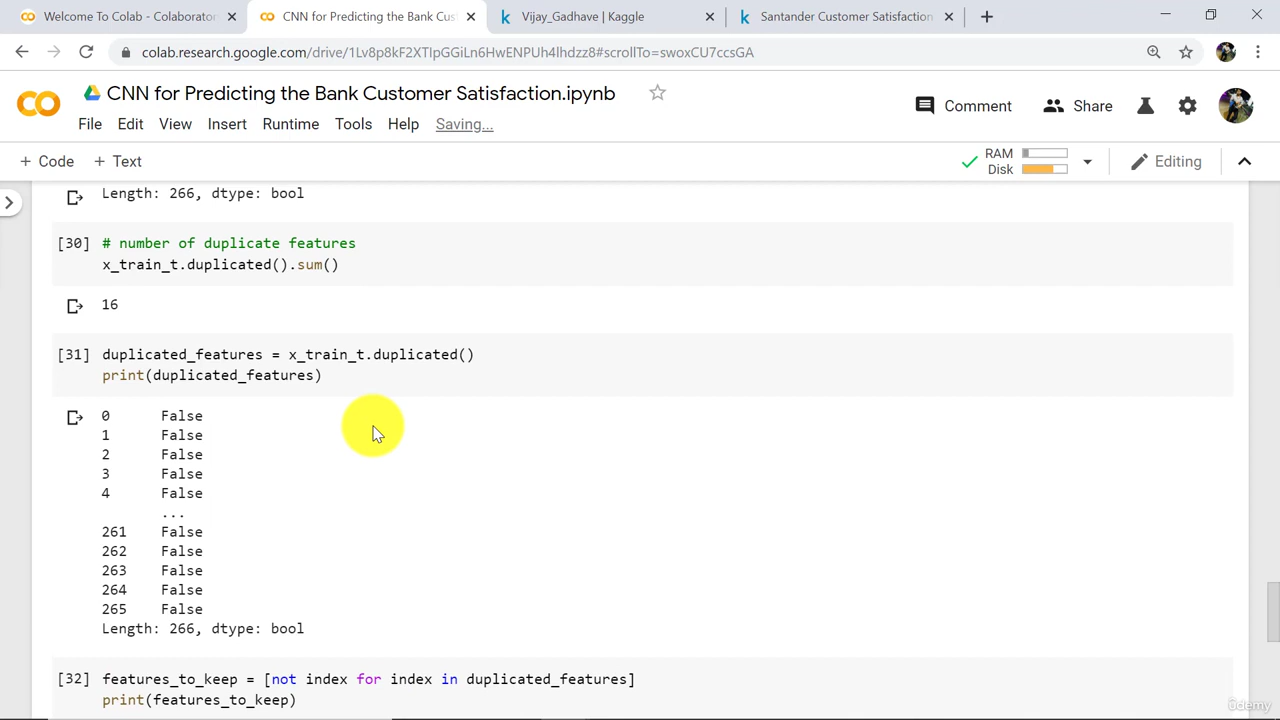 Welcome To Colab - Colaborator
CNN for Predicting the Bank Cust
Vijay_Gadhave | Kaggle
Santander Customer Satisfaction
colab.research.google.com/drive/1Lv8p8kF2XTIpGGiLn6HwENPUh4lhdzz8#scrollTo=swoxCU7ccsGA
CNN for Predicting the Bank Customer Satisfaction.ipynb
Comment
Share
File Edit View Insert Runtime Tools Help Saving...
+ Code + Text
RAM
Disk
Editing
Length: 266, dtype: bool
[30] # number of duplicate features
x_train_t.duplicated().sum()
16
[31] duplicated_features = x_train_t.duplicated()
print(duplicated_features)
0 False
1 False
2 False
3 False
4 False
...
261 False
262 False
263 False
264 False
265 False
Length: 266, dtype: bool
[32] features_to_keep = [not index for index in duplicated_features]
print(features_to_keep)
ûdemy